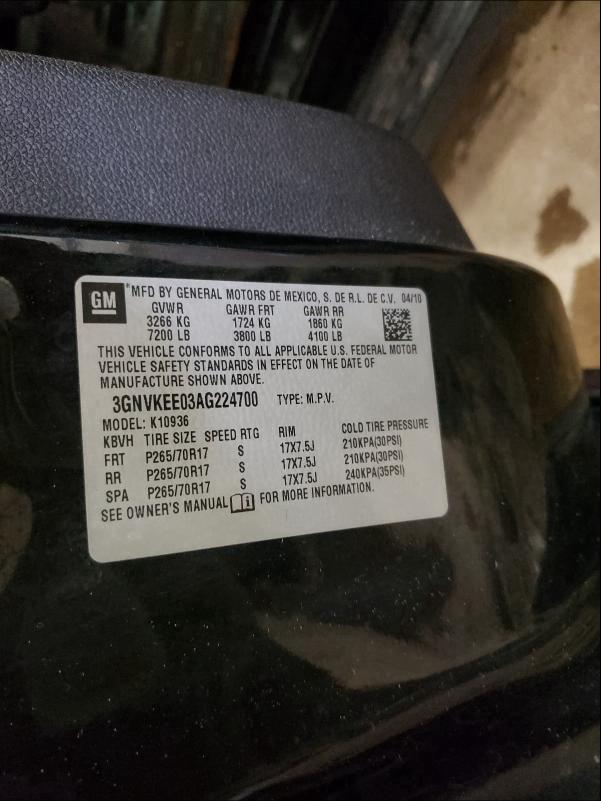 GM
"MFD BY GENERAL MOTORS DE MEXICO, S. DE R.L. DE C.V. 04/10
GVWR GAWR FRT GAWR RR
3266 KG 1724 KG 1860 KG
7200 LB 3800 LB 4100 LB
THIS VEHICLE CONFORMS TO ALL APPLICABLE U.S. FEDERAL MOTOR
VEHICLE SAFETY STANDARDS IN EFFECT ON THE DATE OF
MANUFACTURE SHOWN ABOVE.
3GNVKEE03AG224700 TYPE: M.P.V.
MODEL: K10936
KBVH TIRE SIZE SPEED RTG RIM COLD TIRE PRESSURE
FRT P265/70R17 S 17X7.5J 210KPA(30PSI)
RR P265/70R17 S 17X7.5J 210KPA(30PSI)
SPA P265/70R17 S 17X7.5J 240KPA(35PSI)
SEE OWNER'S MANUAL i FOR MORE INFORMATION.